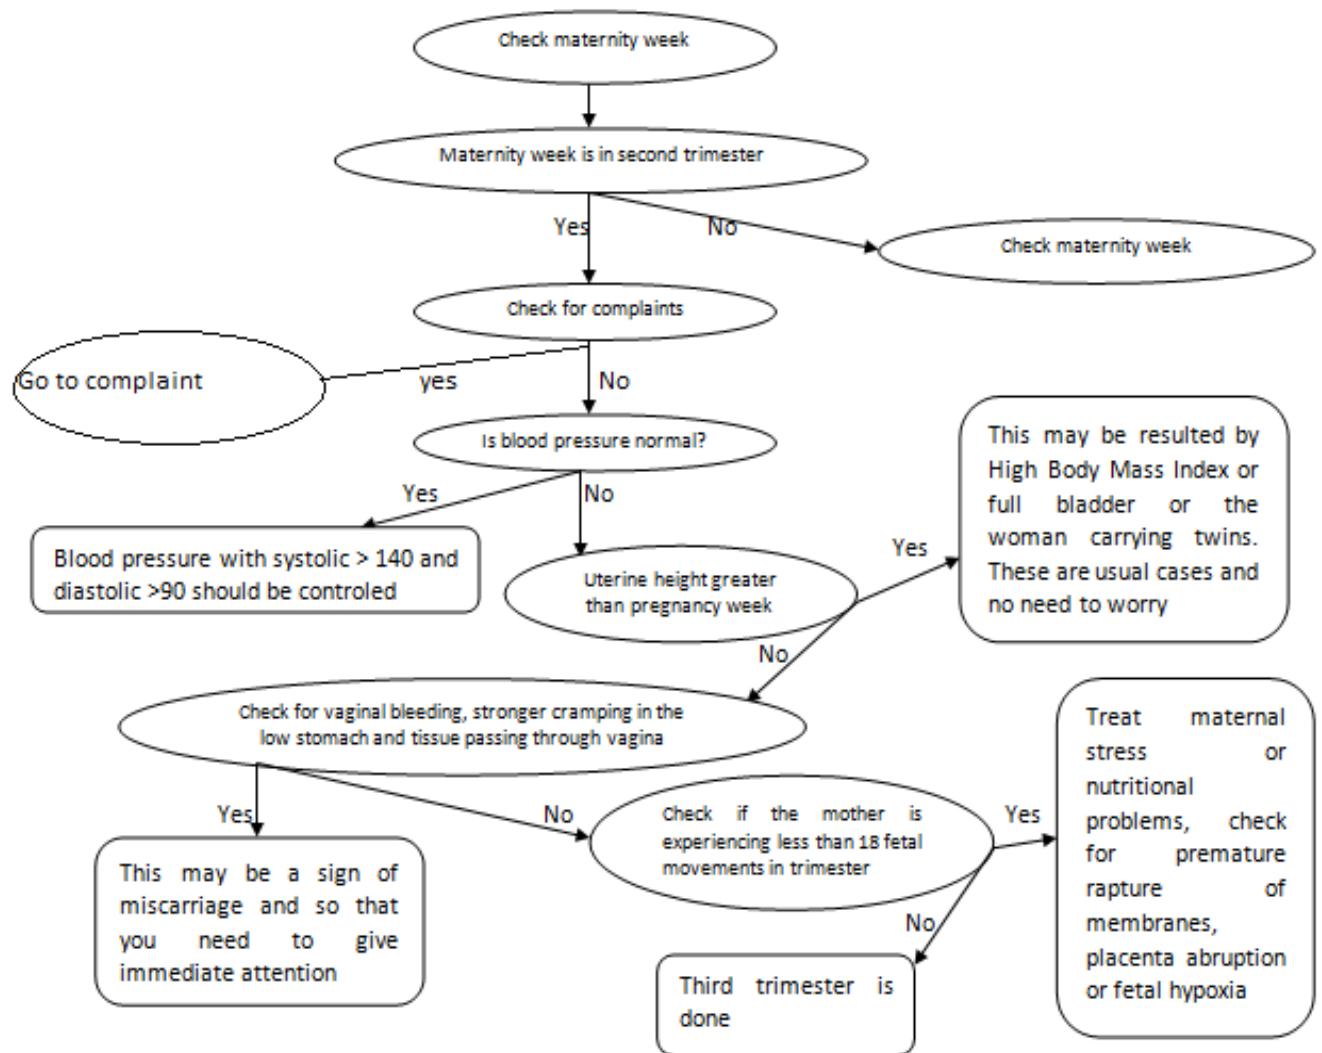 Check maternity week
Maternity week is in second trimester
Yes
No
Check maternity week
Check for complaints
Go to complaint
yes
No
Is blood pressure normal?
Yes
No
Blood pressure with systolic > 140 and
diastolic >90 should be controled
Uterine height greater
than pregnancy week
Yes
This may be resulted by
High Body Mass Index or
full bladder or the
woman carrying twins.
These are usual cases and
no need to worry
No
Check for vaginal bleeding, stronger cramping in the
low stomach and tissue passing through vagina
Yes
No
This may be a sign of
miscarriage and so that
you need to give
immediate attention
Check if the mother is
experiencing less than 18 fetal
movements in trimester
Yes
Treat maternal
stress or
nutritional
problems, check
for premature
rapture of
membranes,
placenta abruption
or fetal hypoxia
No
Third trimester is
done